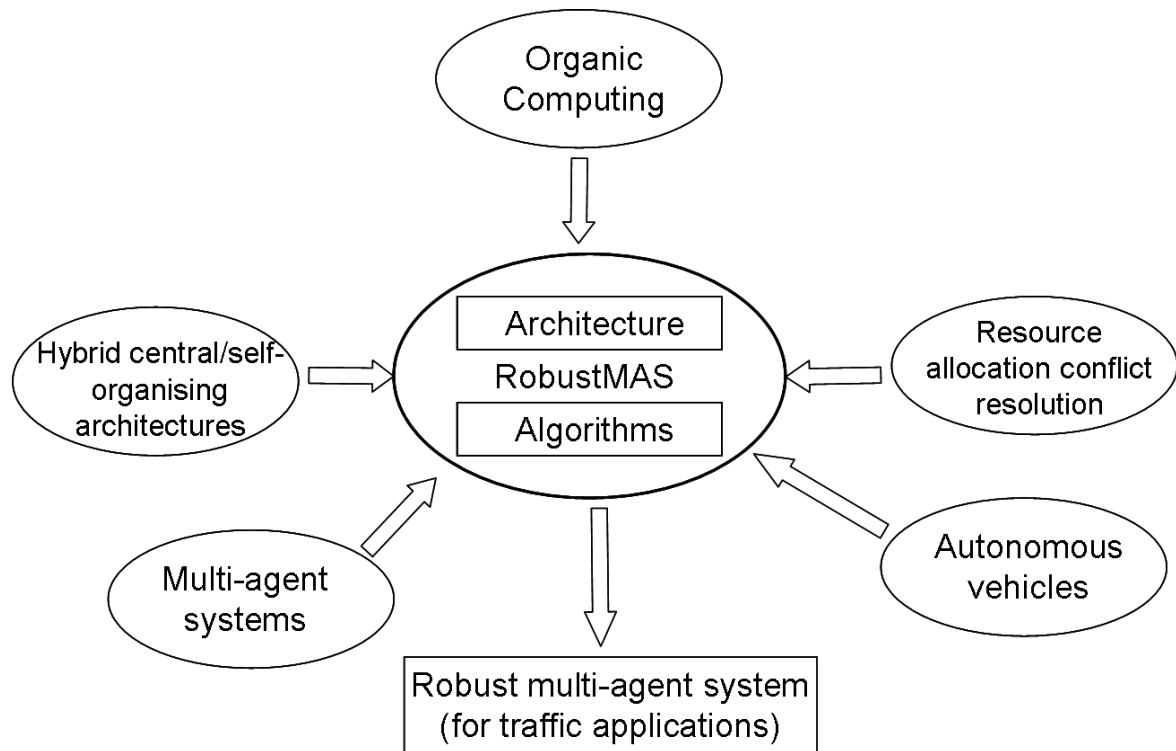 Organic
Computing
Architecture
RobustMAS
Algorithms
Hybrid central/self-
organising
architectures
Resource
allocation conflict
resolution
Multi-agent
systems
Autonomous
vehicles
Robust multi-agent system
(for traffic applications)